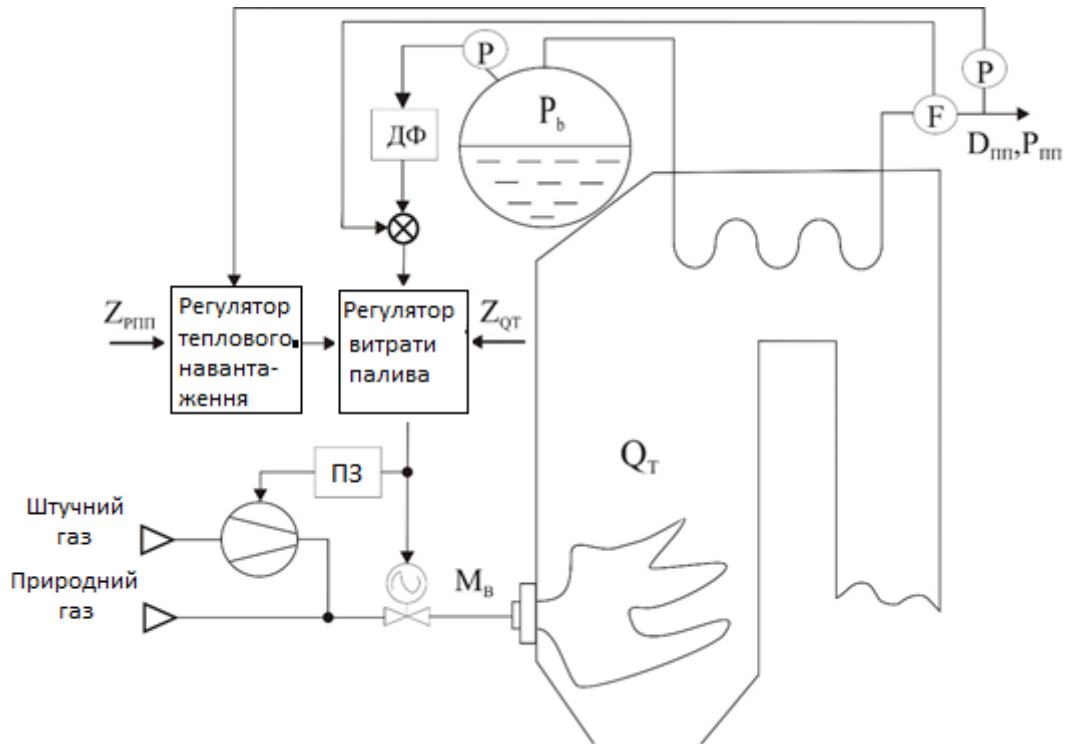 P
P
P_b
F
ДФ
D_ПП, P_ПП
Z_РПП
Регулятор
теплового
наванта-
ження
Регулятор
витрати
палива
Z_QT
Q_T
ПЗ
Штучний
газ
Природний
газ
M_В